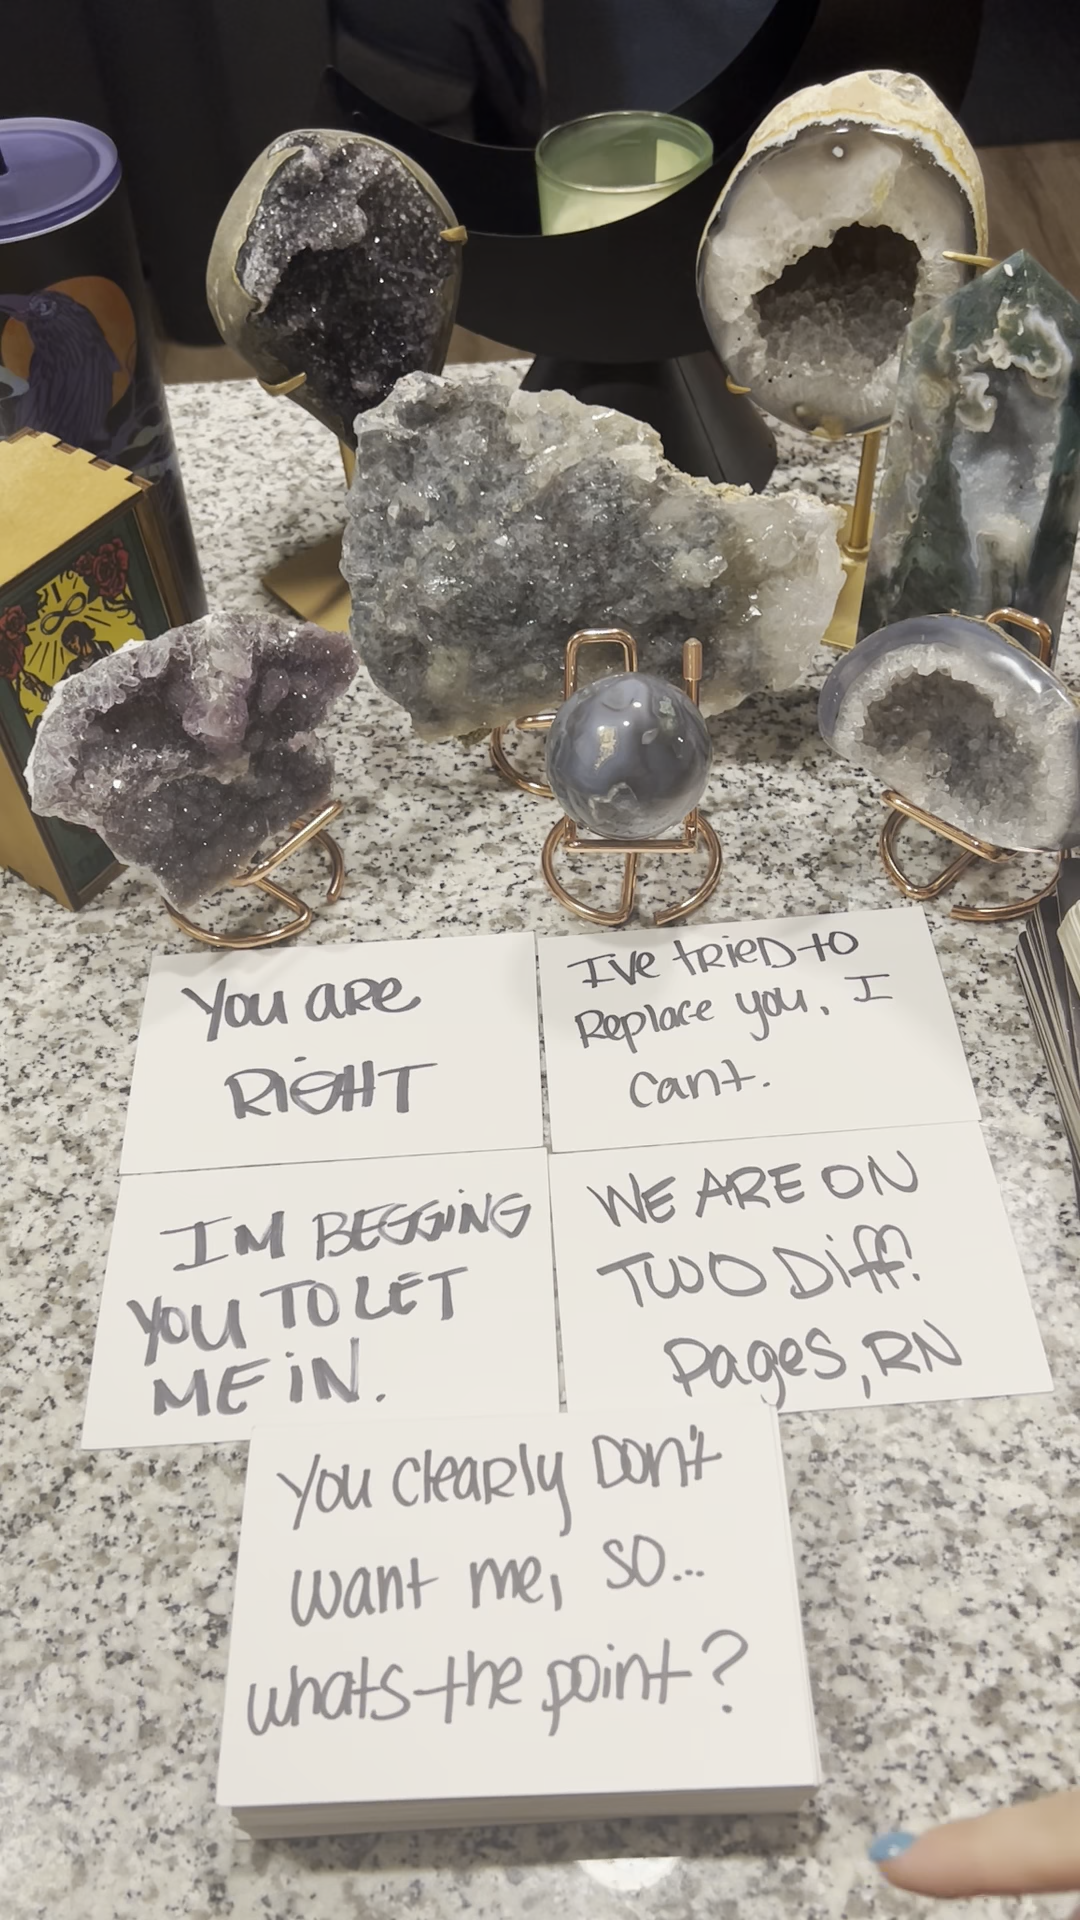 You are
RiGHT
I've tRieD to
Replace you, I
cant.
I'M BEGGiNG
YOU TO LET
ME iN.
WE ARE ON
TWO Diff.
Pages, RN
You cleaRly Don't
want me, so...
whats the point?